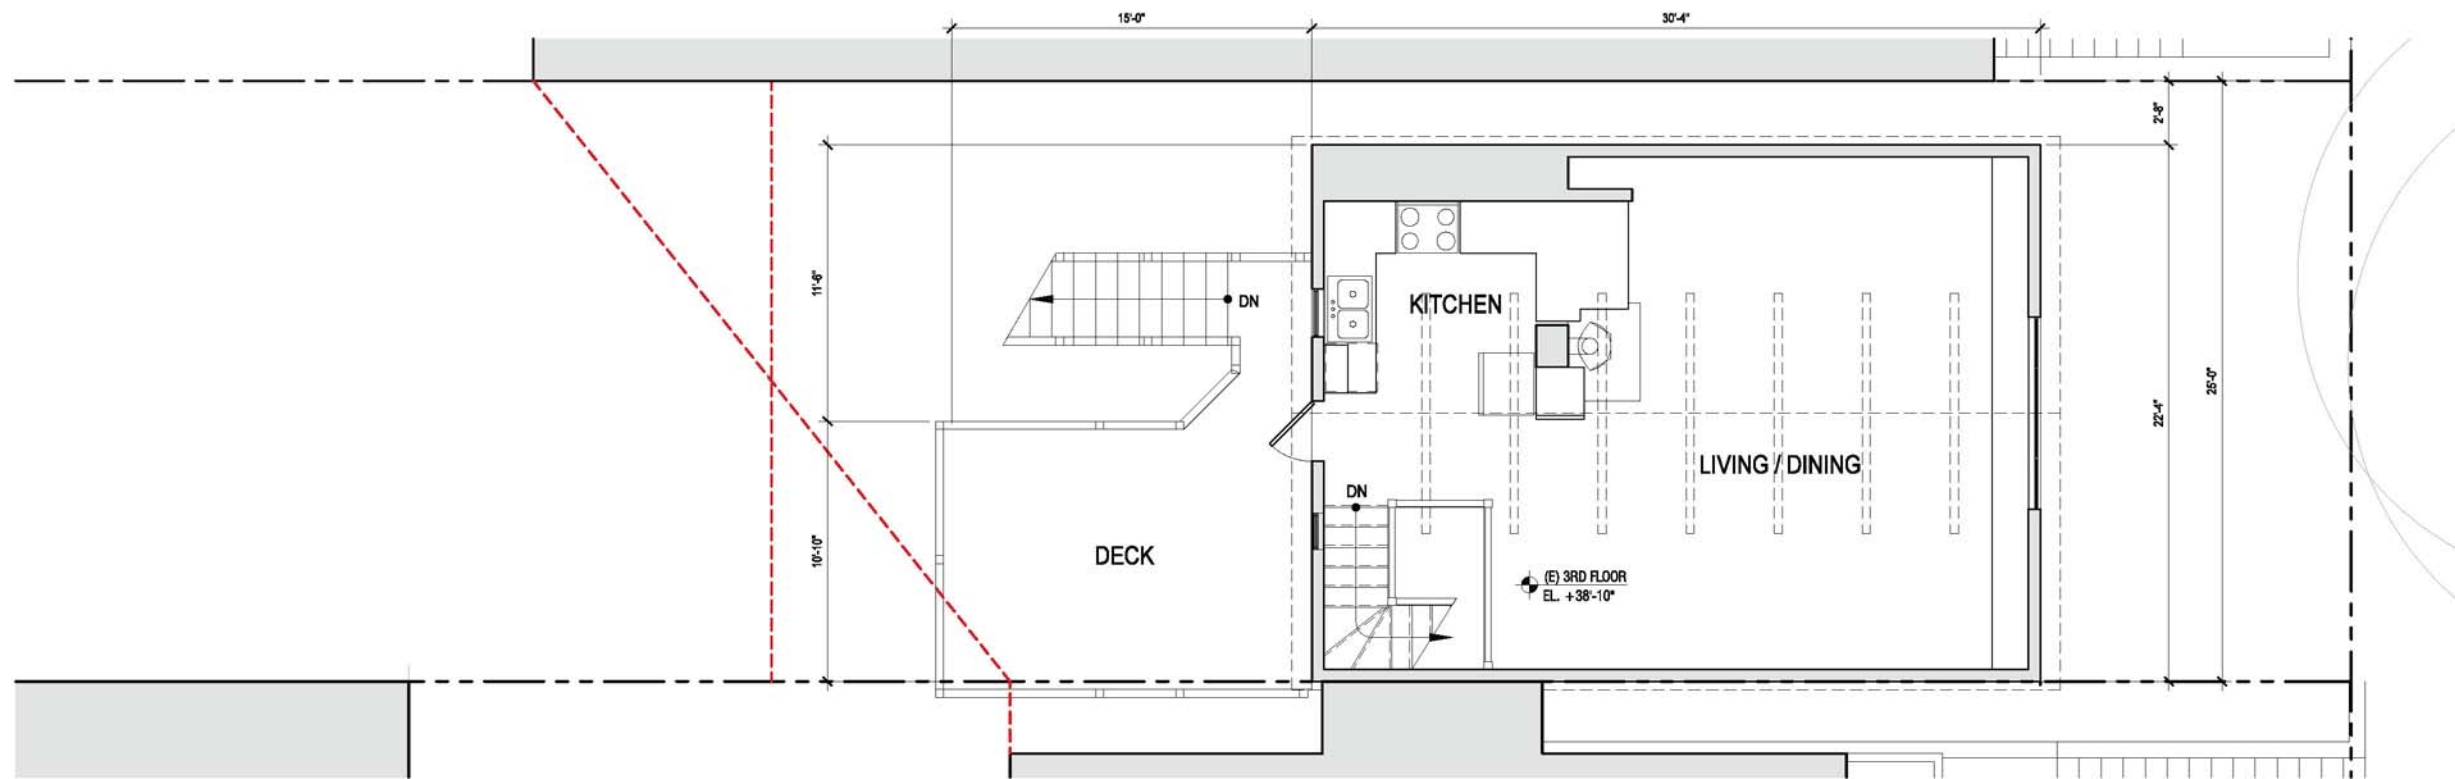 15'-0"
30'-4"
2'-8"
11'-6"
DN
KITCHEN
22'-4"
25'-0"
LIVING / DINING
DN
DECK
10'-10"
(E) 3RD FLOOR
EL. +38'-10"